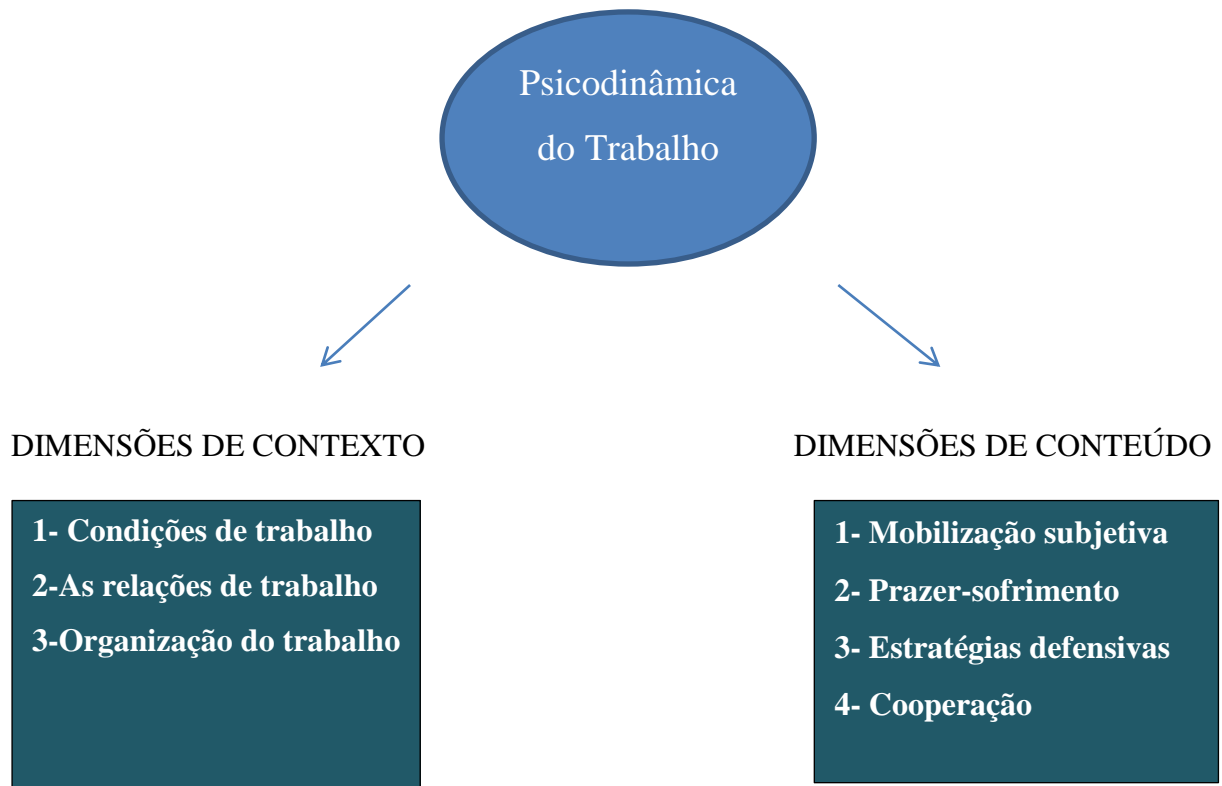 Psicodinâmica
do Trabalho
DIMENSÕES DE CONTEXTO
1- Condições de trabalho
2-As relações de trabalho
3-Organização do trabalho
DIMENSÕES DE CONTEÚDO
1- Mobilização subjetiva
2- Prazer-sofrimento
3- Estratégias defensivas
4- Cooperação